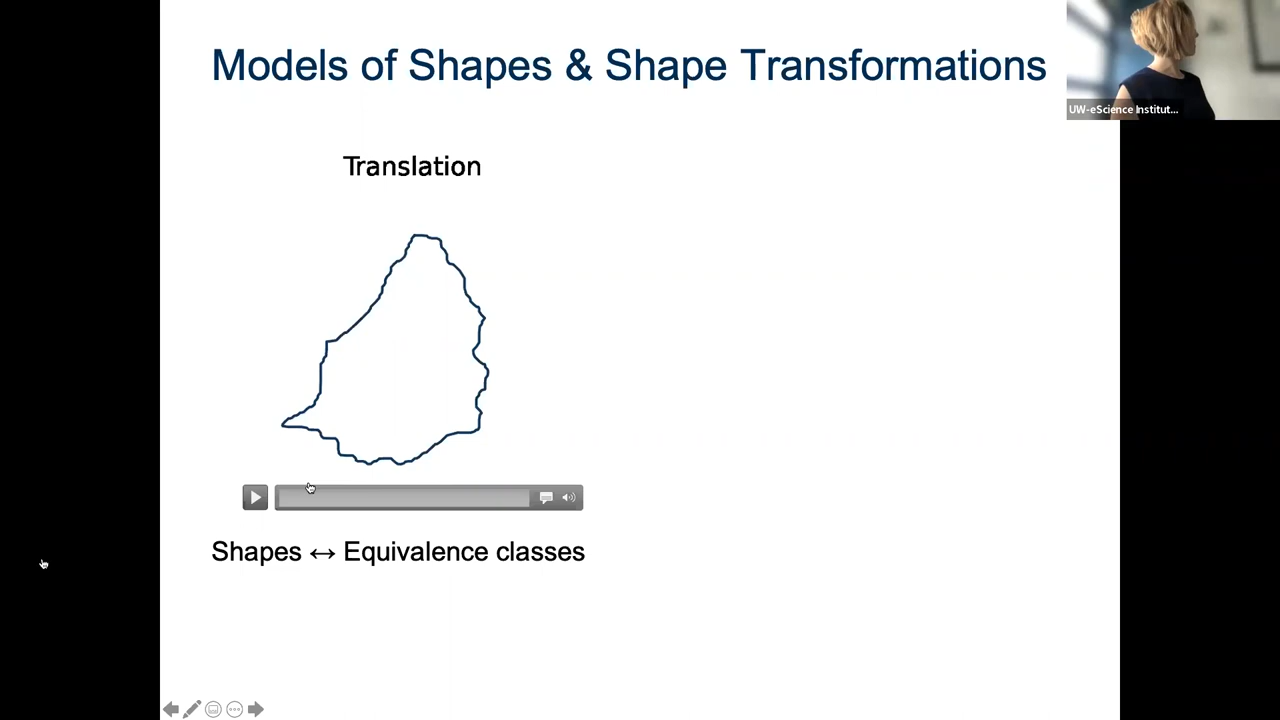 Models of Shapes & Shape Transformations
UW-eScience Institut...
Translation
Shapes ↔ Equivalence classes